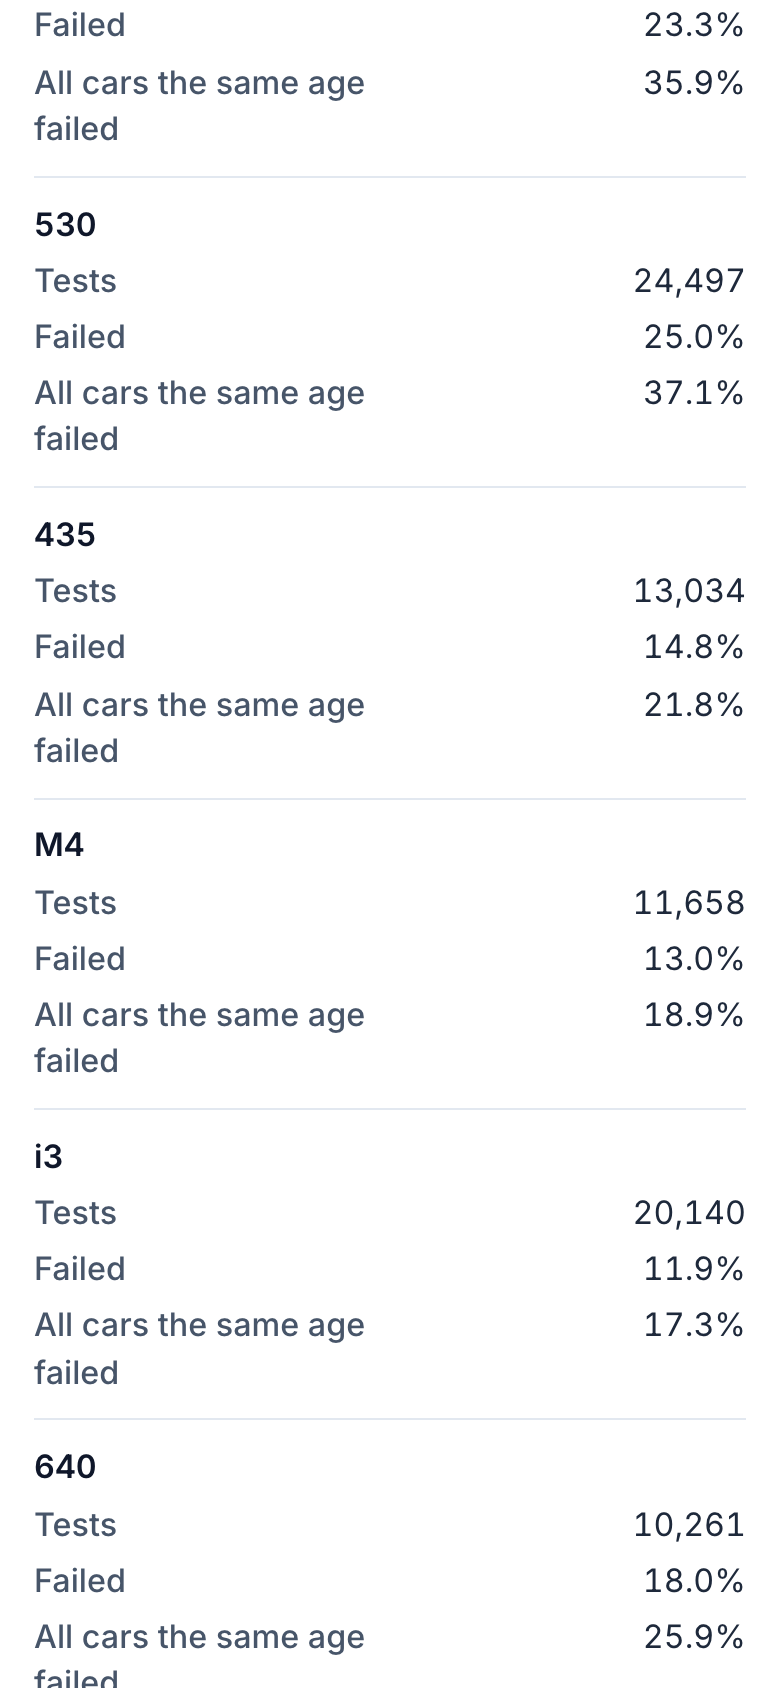 Failed 23.3%
All cars the same age 35.9%
failed
530
Tests 24,497
Failed 25.0%
All cars the same age 37.1%
failed
435
Tests 13,034
Failed 14.8%
All cars the same age 21.8%
failed
M4
Tests 11,658
Failed 13.0%
All cars the same age 18.9%
failed
i3
Tests 20,140
Failed 11.9%
All cars the same age 17.3%
failed
640
Tests 10,261
Failed 18.0%
All cars the same age 25.9%
failed